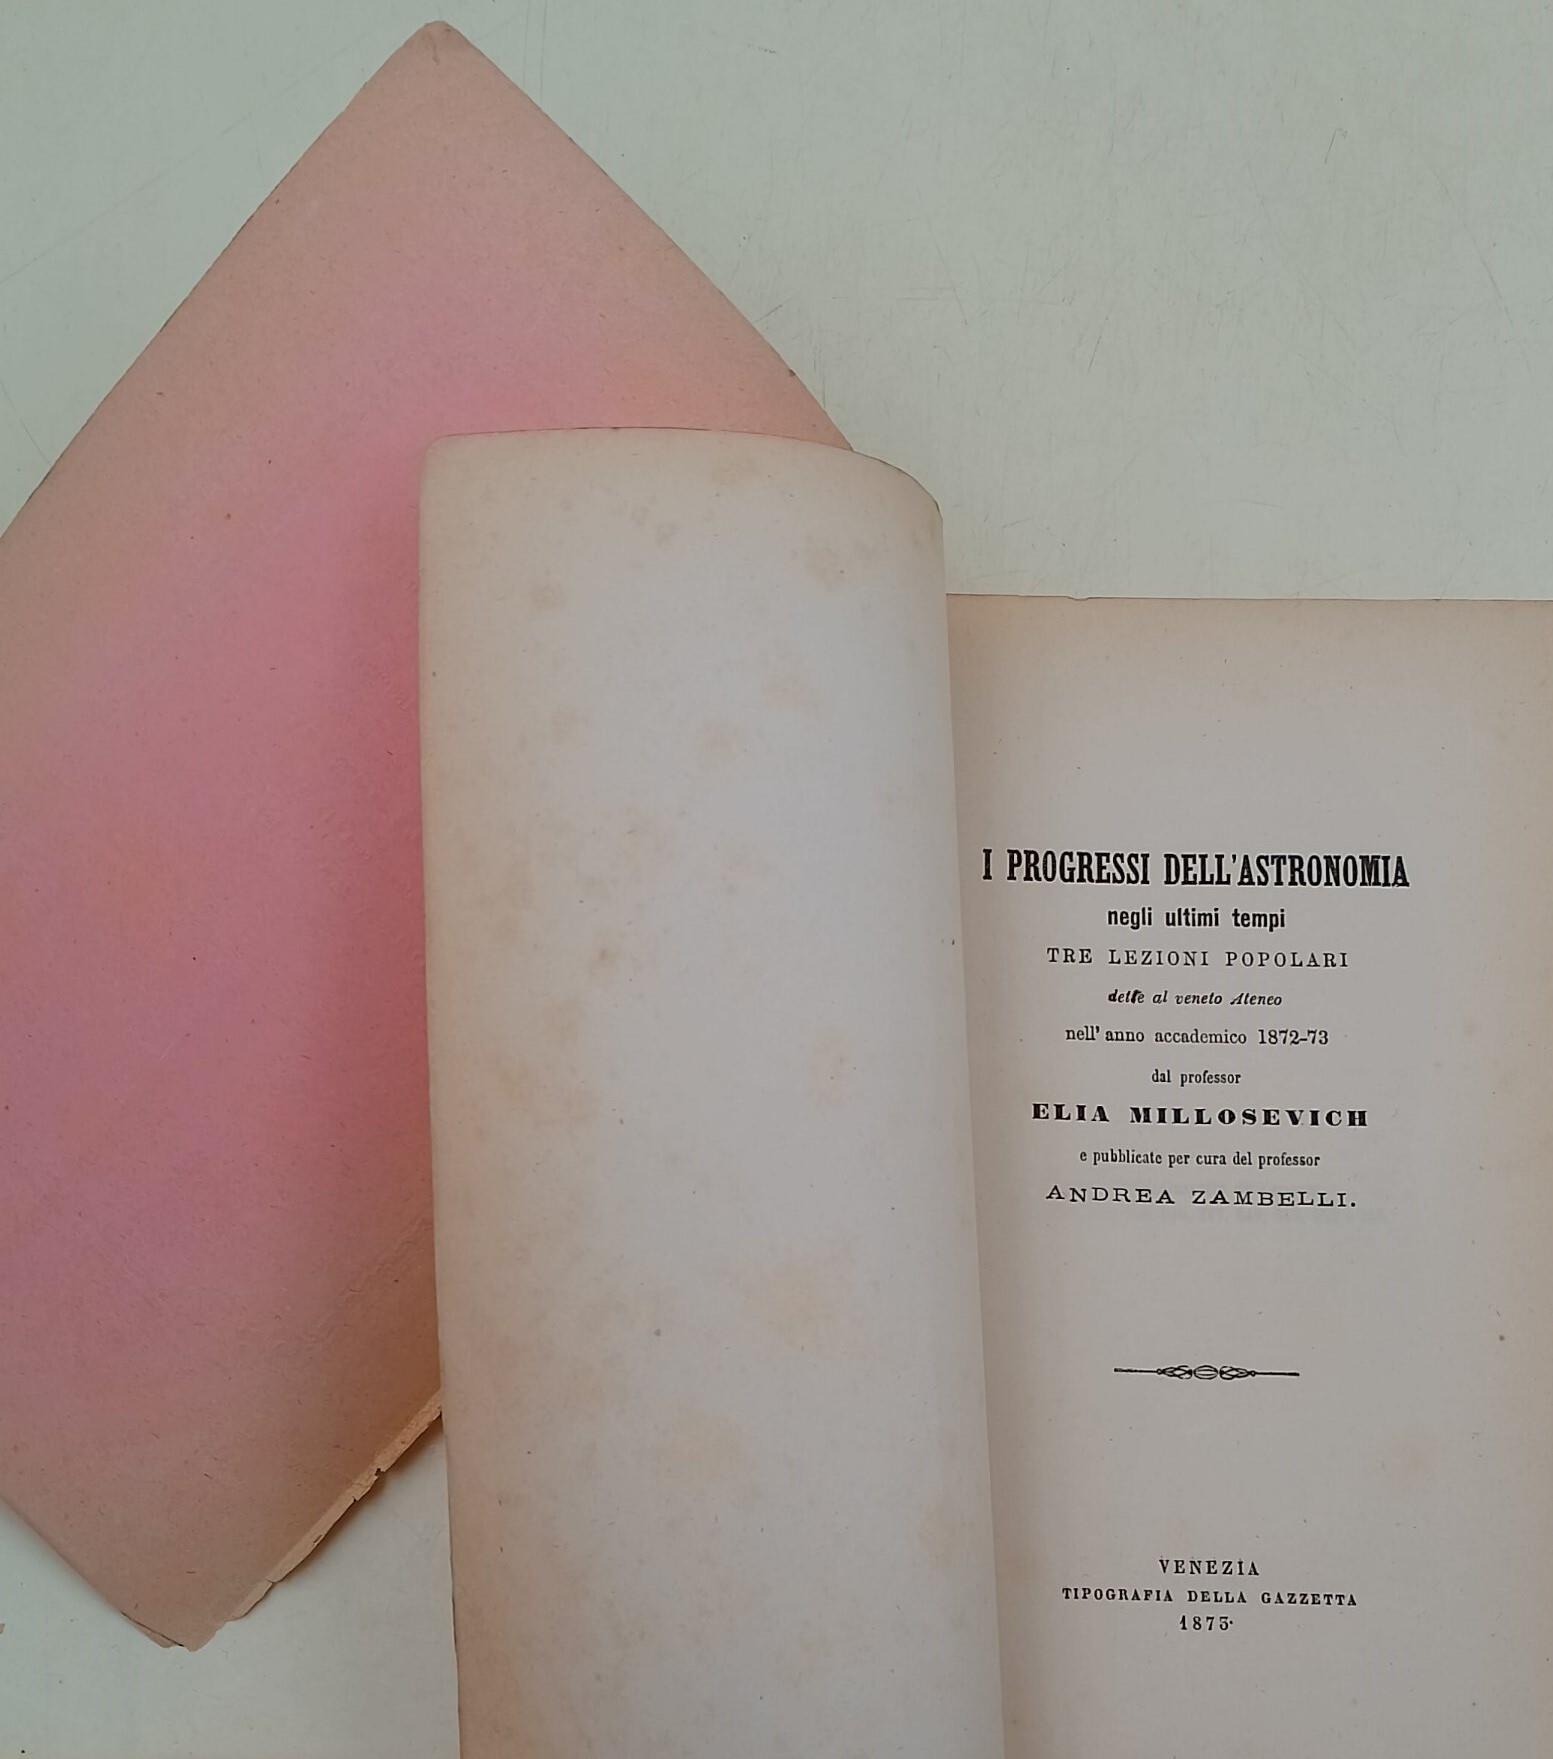 I PROGRESSI DELL'ASTRONOMIA
negli ultimi tempi
TRE LEZIONI POPOLARI
dette al veneto Ateneo
nell' anno accademico 1872-73
dal professor
ELIA MILLOSEVICH
e pubblicate per cura del professor
ANDREA ZAMBELLI.
VENEZIA
TIPOGRAFIA DELLA GAZZETTA
1873.